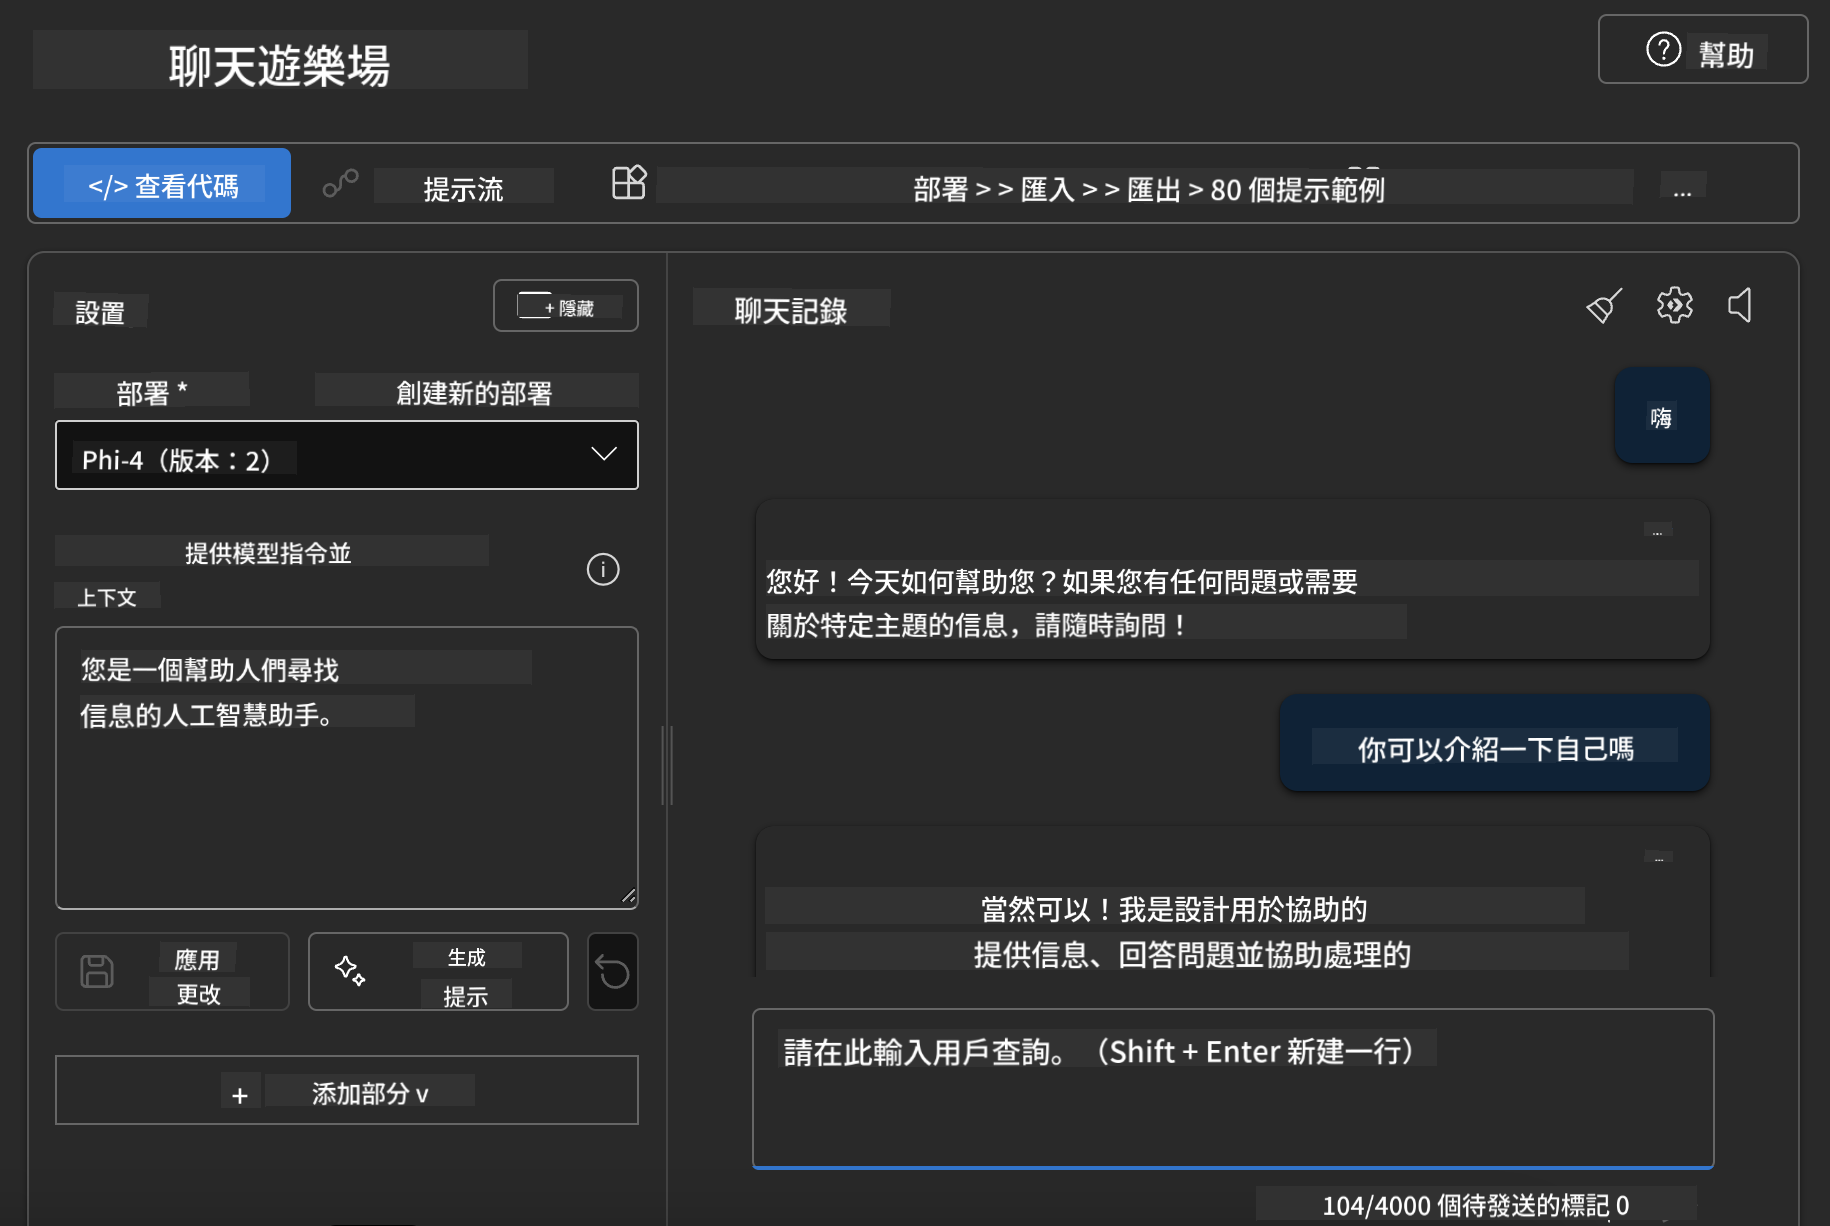 聊天遊樂場
幫助
</> 查看代碼
提示流
部署 > > 匯入 > > 匯出 > 80 個提示範例
...
設置
+ 隱藏
部署 *
創建新的部署
Phi-4（版本：2）
提供模型指令並
上下文
您是一個幫助人們尋找
信息的人工智慧助手。
應用
更改
生成
提示
+ 添加部分 v
聊天記錄
嗨
...
您好！今天如何幫助您？如果您有任何問題或需要
關於特定主題的信息，請隨時詢問！
你可以介紹一下自己嗎
...
當然可以！我是設計用於協助的
提供信息、回答問題並協助處理的
請在此輸入用戶查詢。（Shift + Enter 新建一行）
104/4000 個待發送的標記 0